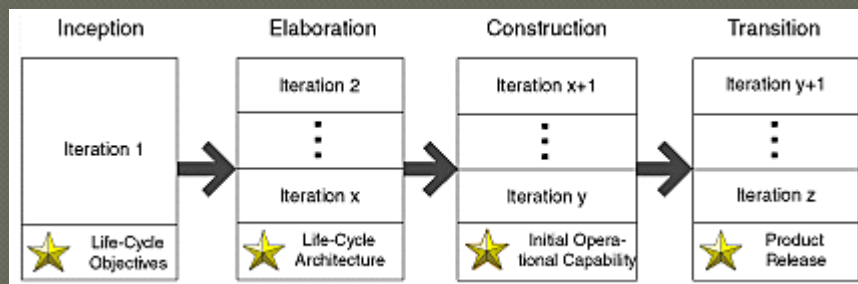 Inception
Iteration 1
Life-Cycle
Objectives
Elaboration
Iteration 2
Iteration x
Life-Cycle
Architecture
Construction
Iteration x+1
Iteration y
Initial Opera-
tional Capability
Transition
Iteration y+1
Iteration z
Product
Release